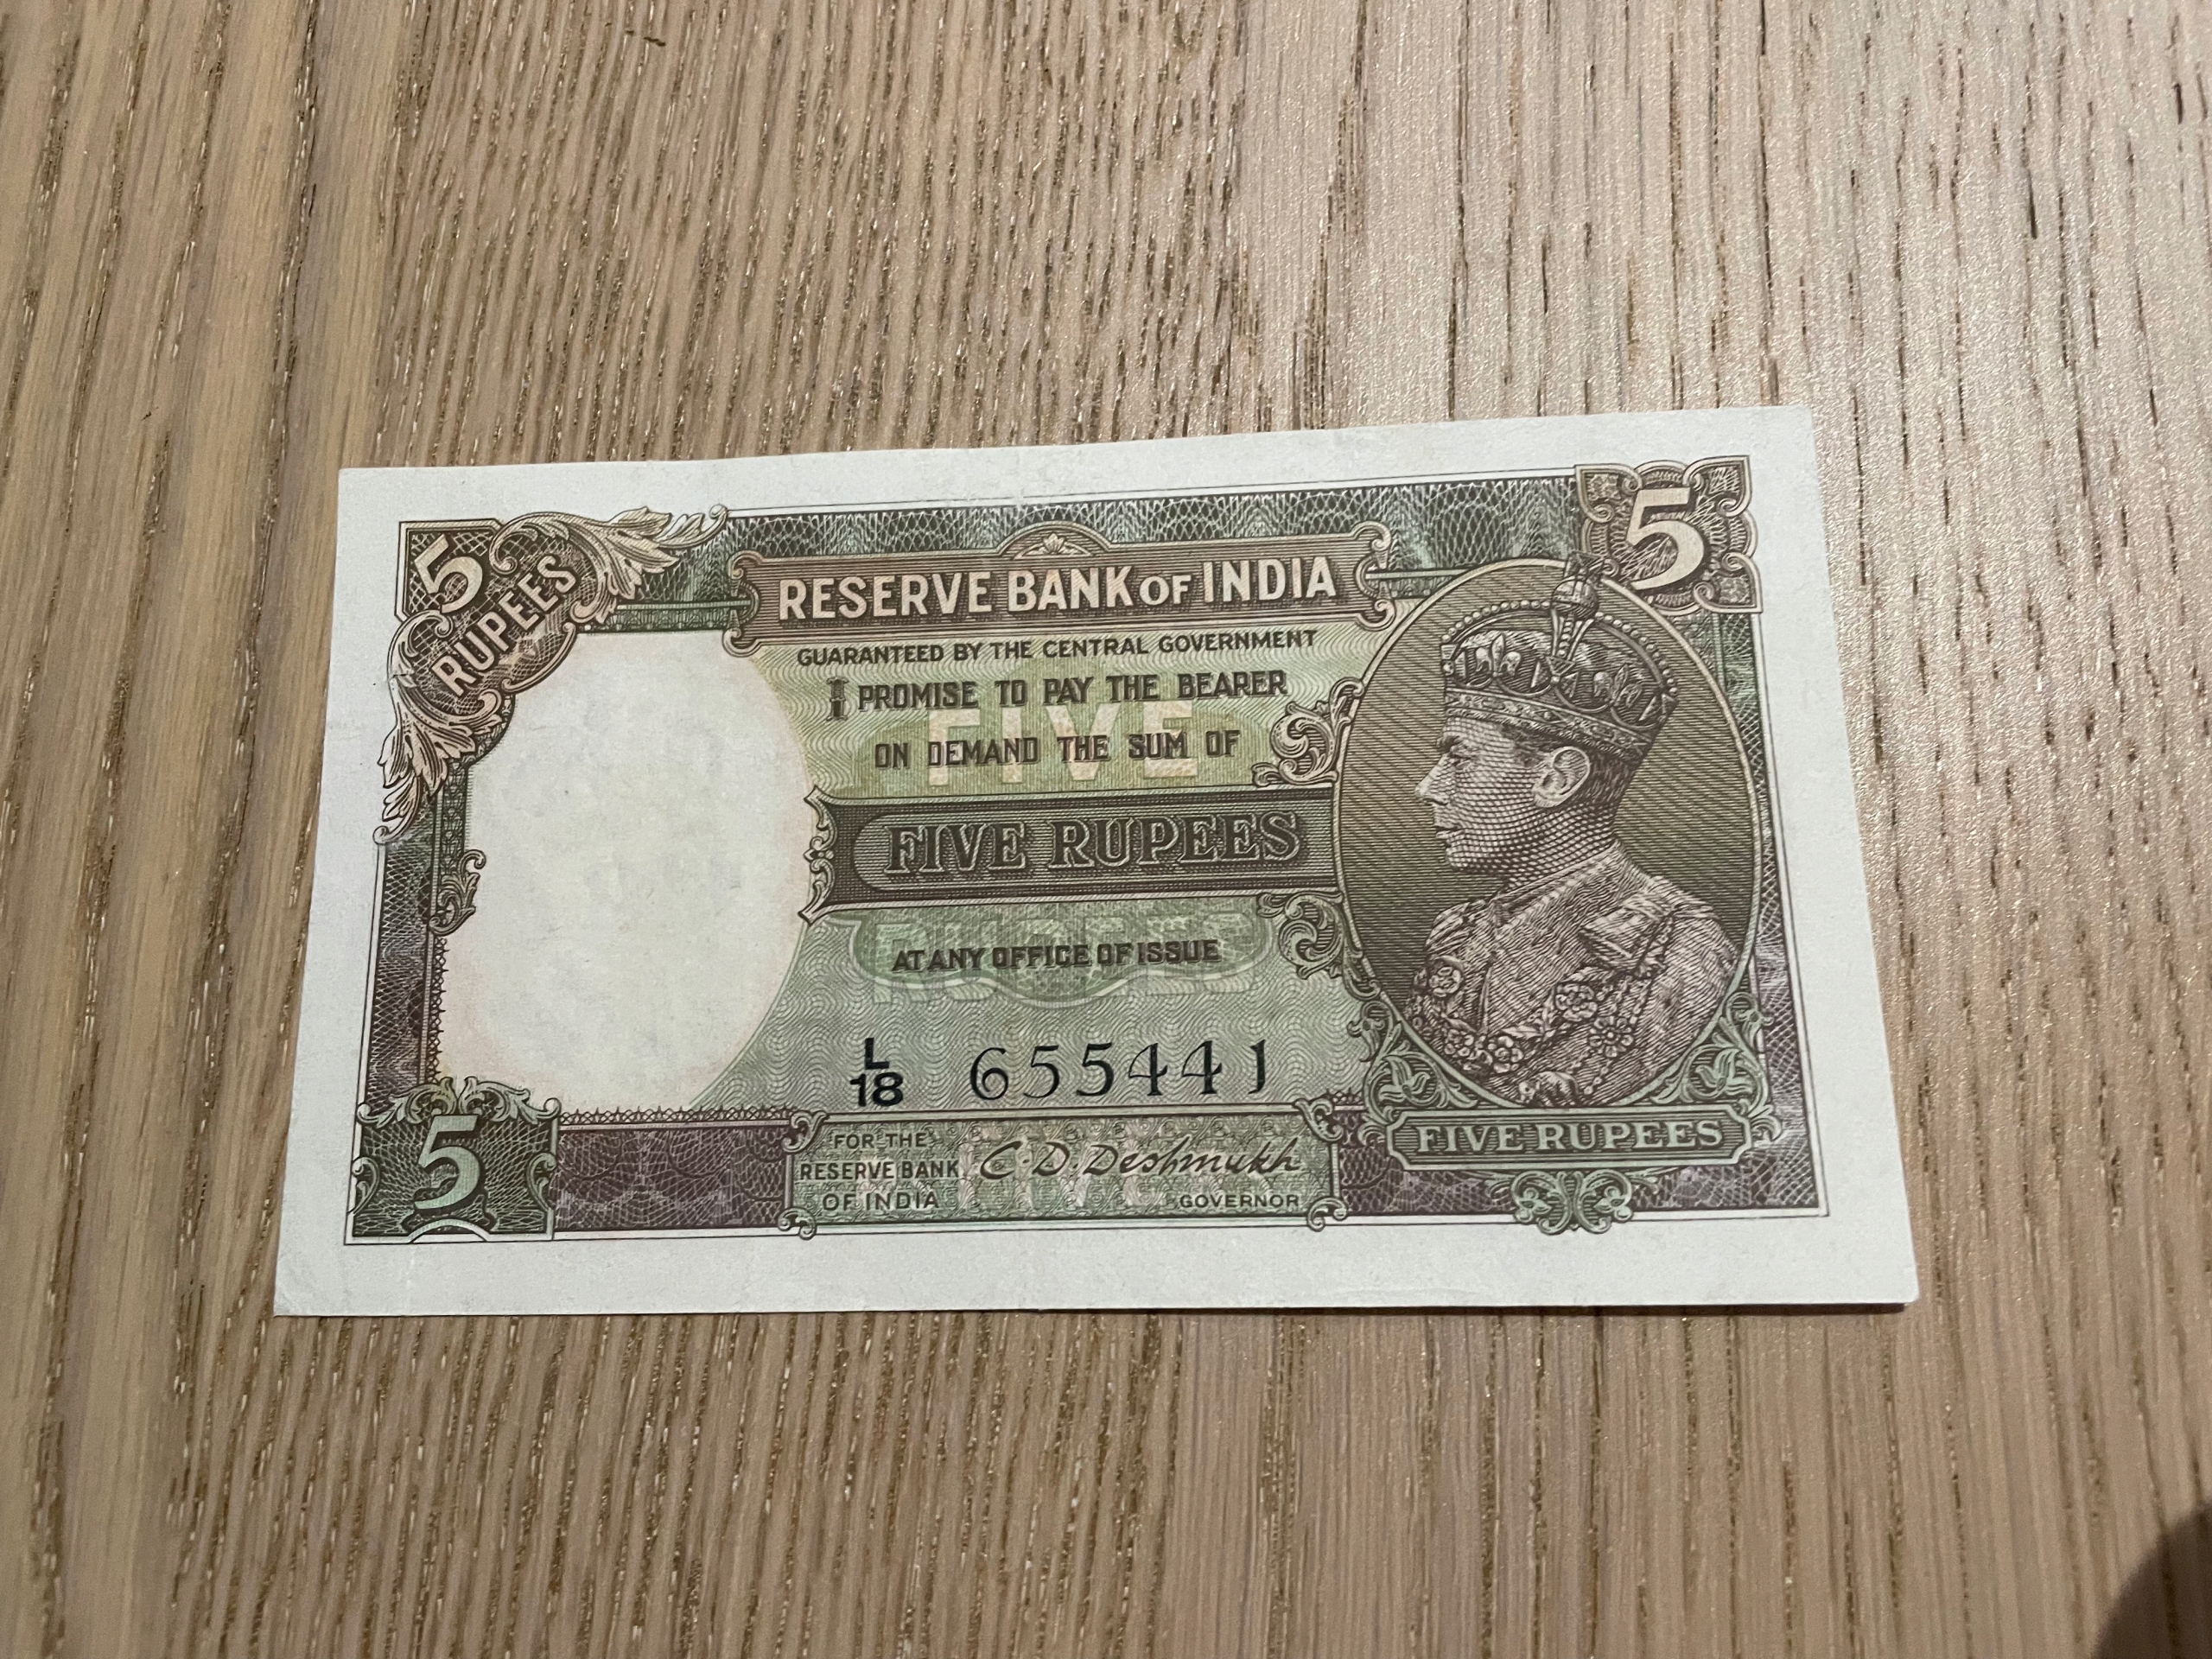 5
RUPEES
5
RESERVE BANK OF INDIA
GUARANTEED BY THE CENTRAL GOVERNMENT
I PROMISE TO PAY THE BEARER
FIVE
ON DEMAND THE SUM OF
FIVE RUPEES
RUPEES
AT ANY OFFICE OF ISSUE
L
18 655441
5
FOR THE
RESERVE BANK
OF INDIA
C. D. Deshmukh
GOVERNOR
FIVE RUPEES